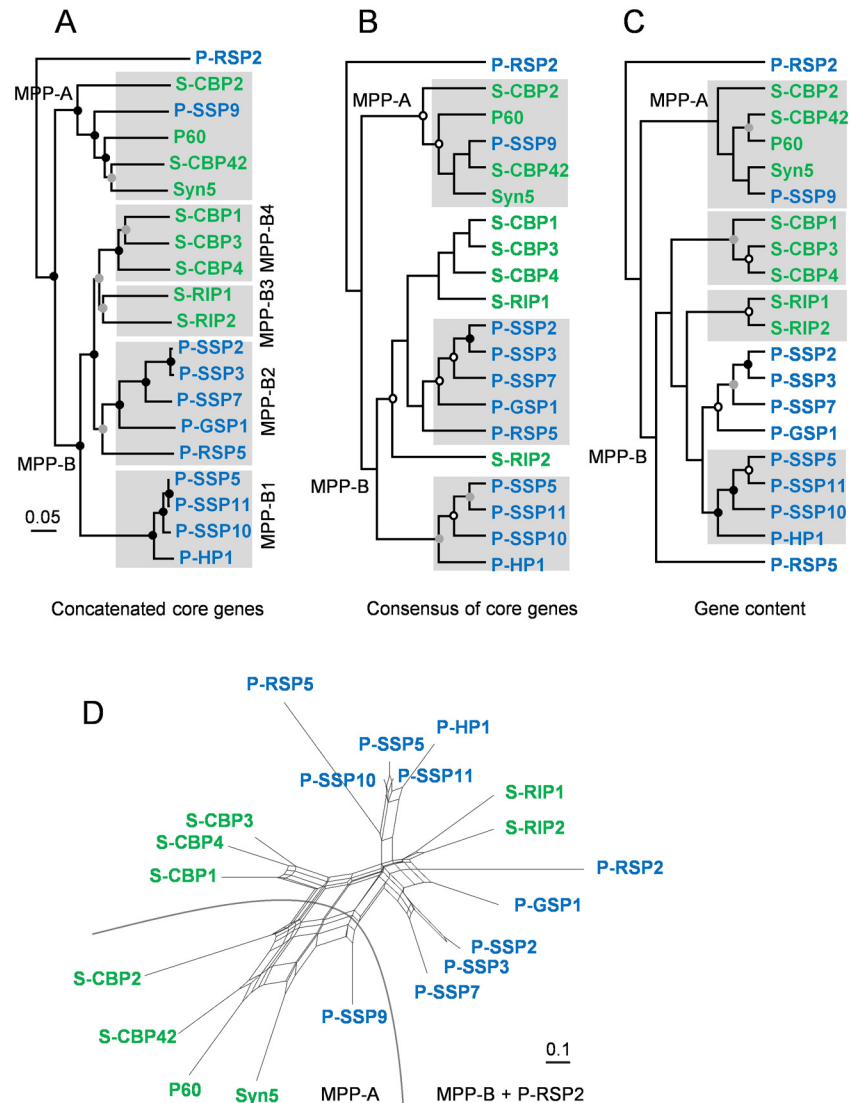 A
P-RSP2
MPP-A
S-CBP2
P-SSP9
P60
S-CBP42
Syn5
S-CBP1
S-CBP3
S-CBP4
MPP-B4
S-RIP1
S-RIP2
MPP-B3
P-SSP2
P-SSP3
P-SSP7
P-GSP1
P-RSP5
MPP-B2
MPP-B
P-SSP5
P-SSP11
P-SSP10
P-HP1
MPP-B1
0.05
Concatenated core genes
B
P-RSP2
MPP-A
S-CBP2
P60
P-SSP9
S-CBP42
Syn5
S-CBP1
S-CBP3
S-CBP4
S-RIP1
P-SSP2
P-SSP3
P-SSP7
P-GSP1
P-RSP5
S-RIP2
MPP-B
P-SSP5
P-SSP11
P-SSP10
P-HP1
Consensus of core genes
C
P-RSP2
MPP-A
S-CBP2
S-CBP42
P60
Syn5
P-SSP9
S-CBP1
S-CBP3
S-CBP4
S-RIP1
S-RIP2
P-SSP2
P-SSP3
P-SSP7
P-GSP1
MPP-B
P-SSP5
P-SSP11
P-SSP10
P-HP1
P-RSP5
Gene content
D
P-RSP5
P-HP1
P-SSP5
P-SSP10
P-SSP11
S-RIP1
S-CBP3
S-RIP2
S-CBP4
P-RSP2
S-CBP1
P-GSP1
P-SSP2
P-SSP3
S-CBP2
P-SSP7
P-SSP9
S-CBP42
0.1
P60
Syn5
MPP-A
MPP-B + P-RSP2